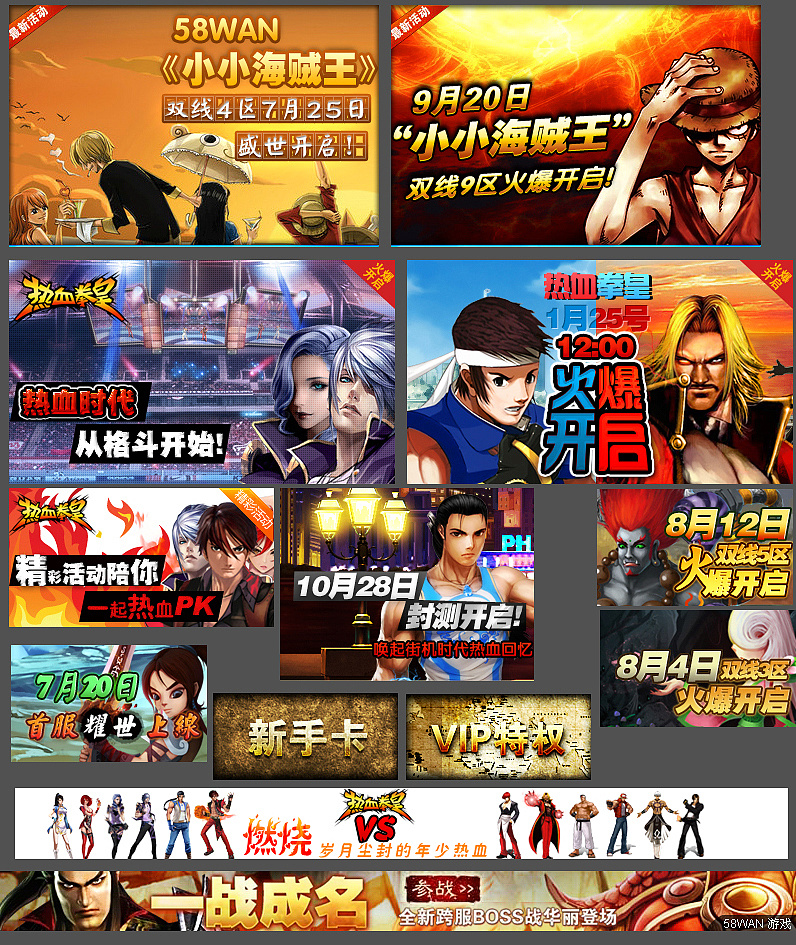 最新活动
58WAN
《小小海贼王》
双线4区7月25日
盛世开启!
最新活动
9月20日
“小小海贼王”
双线9区火爆开启!
热血拳皇
火爆
开启
热血时代
从格斗开始!
热血拳皇
1月25号
12:00
火爆
开启
火爆
开启
热血拳皇
精彩活动
精彩活动陪你
一起热血PK
PH
10月28日
封测开启!
唤起街机时代热血回忆
8月12日
火爆双线5区
开启
8月4日双线3区
火爆开启
7月20日
首服耀世上線
新手卡
VIP特权
热血拳皇
VS
燃烧
岁月尘封的年少热血
一战成名
参战>>
全新跨服BOSS战华丽登场
58WAN 游戏